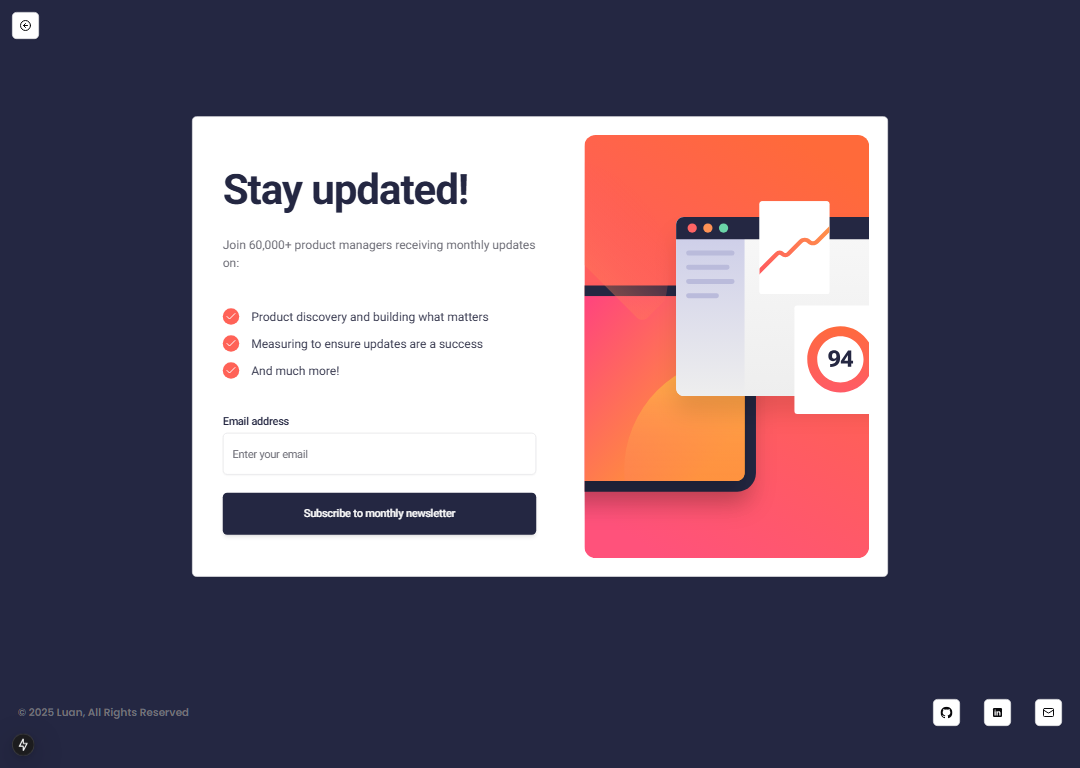 Stay updated!
Join 60,000+ product managers receiving monthly updates
on:
Product discovery and building what matters
Measuring to ensure updates are a success
And much more!
Email address
Enter your email
Subscribe to monthly newsletter
94
© 2025 Luan, All Rights Reserved
in